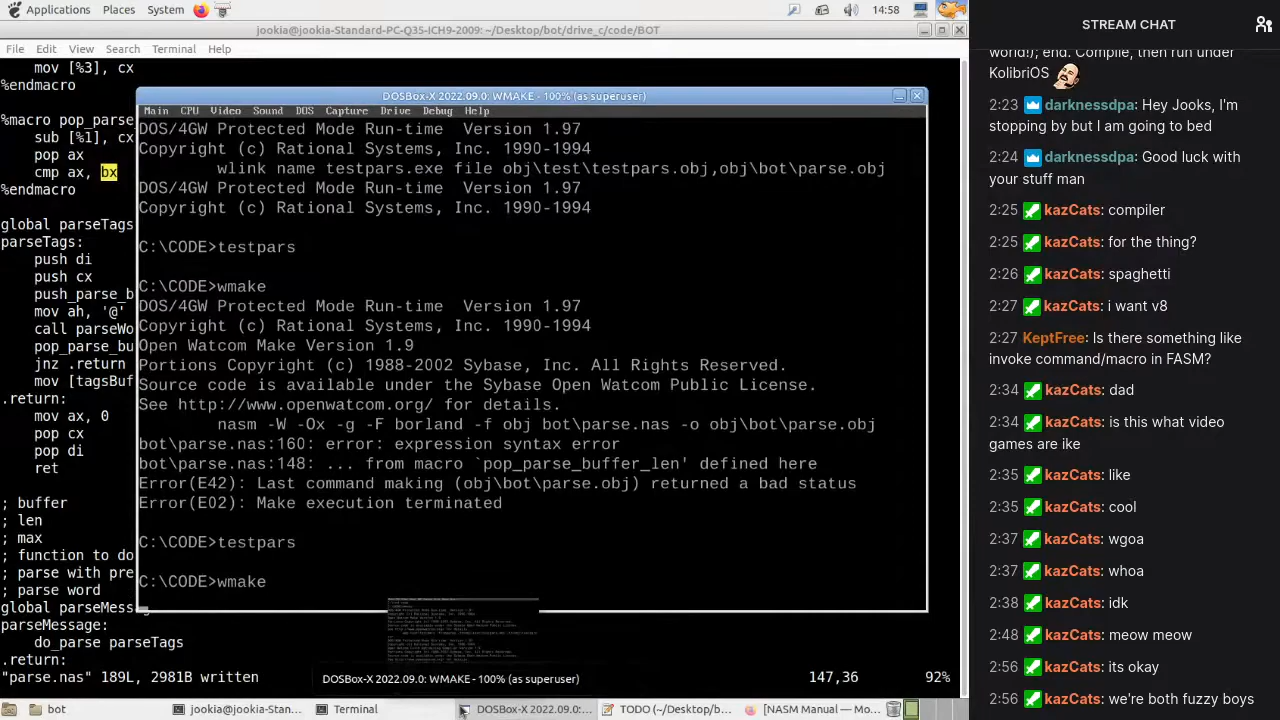 Applications Places System 14:58
jookia@jookia-Standard-PC-Q35-ICH9-2009: ~/Desktop/bot/drive_c/code/BOT
File Edit View Search Terminal Help
mov [%3], cx
%endmacro
%macro pop_parse
sub [%1], cx
pop ax
cmp ax, bx
%endmacro
global parseTags
parseTags:
push di
push cx
push_parse_b
mov ah, '@'
call parseWo
pop_parse_bu
jnz .return
mov [tagsBuf
.return:
mov ax, 0
pop cx
pop di
ret
; buffer
; len
; max
; function to do
; parse with pre
"parse.nas" 189L, 2981B written
147,36 92%
DOSBox-X 2022.09.0: WMAKE - 100% (as superuser)
Main CPU Video Sound DOS Capture Drive Debug Help
DOS/4GW Protected Mode Run-time Version 1.97
Copyright (c) Rational Systems, Inc. 1990-1994
wlink name testpars.exe file obj\test\testpars.obj,obj\bot\parse.obj
DOS/4GW Protected Mode Run-time Version 1.97
Copyright (c) Rational Systems, Inc. 1990-1994
C:\CODE>testpars
C:\CODE>wmake
DOS/4GW Protected Mode Run-time Version 1.97
Copyright (c) Rational Systems, Inc. 1990-1994
Open Watcom Make Version 1.9
Portions Copyright (c) 1988-2002 Sybase, Inc. All Rights Reserved.
Source code is available under the Sybase Open Watcom Public License.
See http://www.openwatcom.org/ for details.
nasm -W -Ox -g -F borland -f obj bot\parse.nas -o obj\bot\parse.obj
bot\parse.nas:160: error: expression syntax error
bot\parse.nas:148: ... from macro `pop_parse_buffer_len' defined here
Error(E42): Last command making (obj\bot\parse.obj) returned a bad status
Error(E02): Make execution terminated
C:\CODE>testpars
C:\CODE>wmake
DOSBox-X 2022.09.0: WMAKE - 100% (as superuser)
bot
jookia@jookia-Standard...
Terminal
DOSBox-X 2022.09.0:...
TODO (~/Desktop/b...
[NASM Manual — Mo...
STREAM CHAT
world!); end. Compile, then run under
KolibriOS
2:23 darknessdpa: Hey Jooks, I'm
stopping by but I am going to bed
2:24 darknessdpa: Good luck with
your stuff man
2:25 kazCats: compiler
2:25 kazCats: for the thing?
2:26 kazCats: spaghetti
2:27 kazCats: i want v8
2:27 KeptFree: Is there something like
invoke command/macro in FASM?
2:34 kazCats: dad
2:34 kazCats: is this what video
games are ike
2:35 kazCats: like
2:35 kazCats: cool
2:37 kazCats: wgoa
2:37 kazCats: whoa
2:38
2:56 kazCats: its okay
2:56 kazCats: we're both fuzzy boys